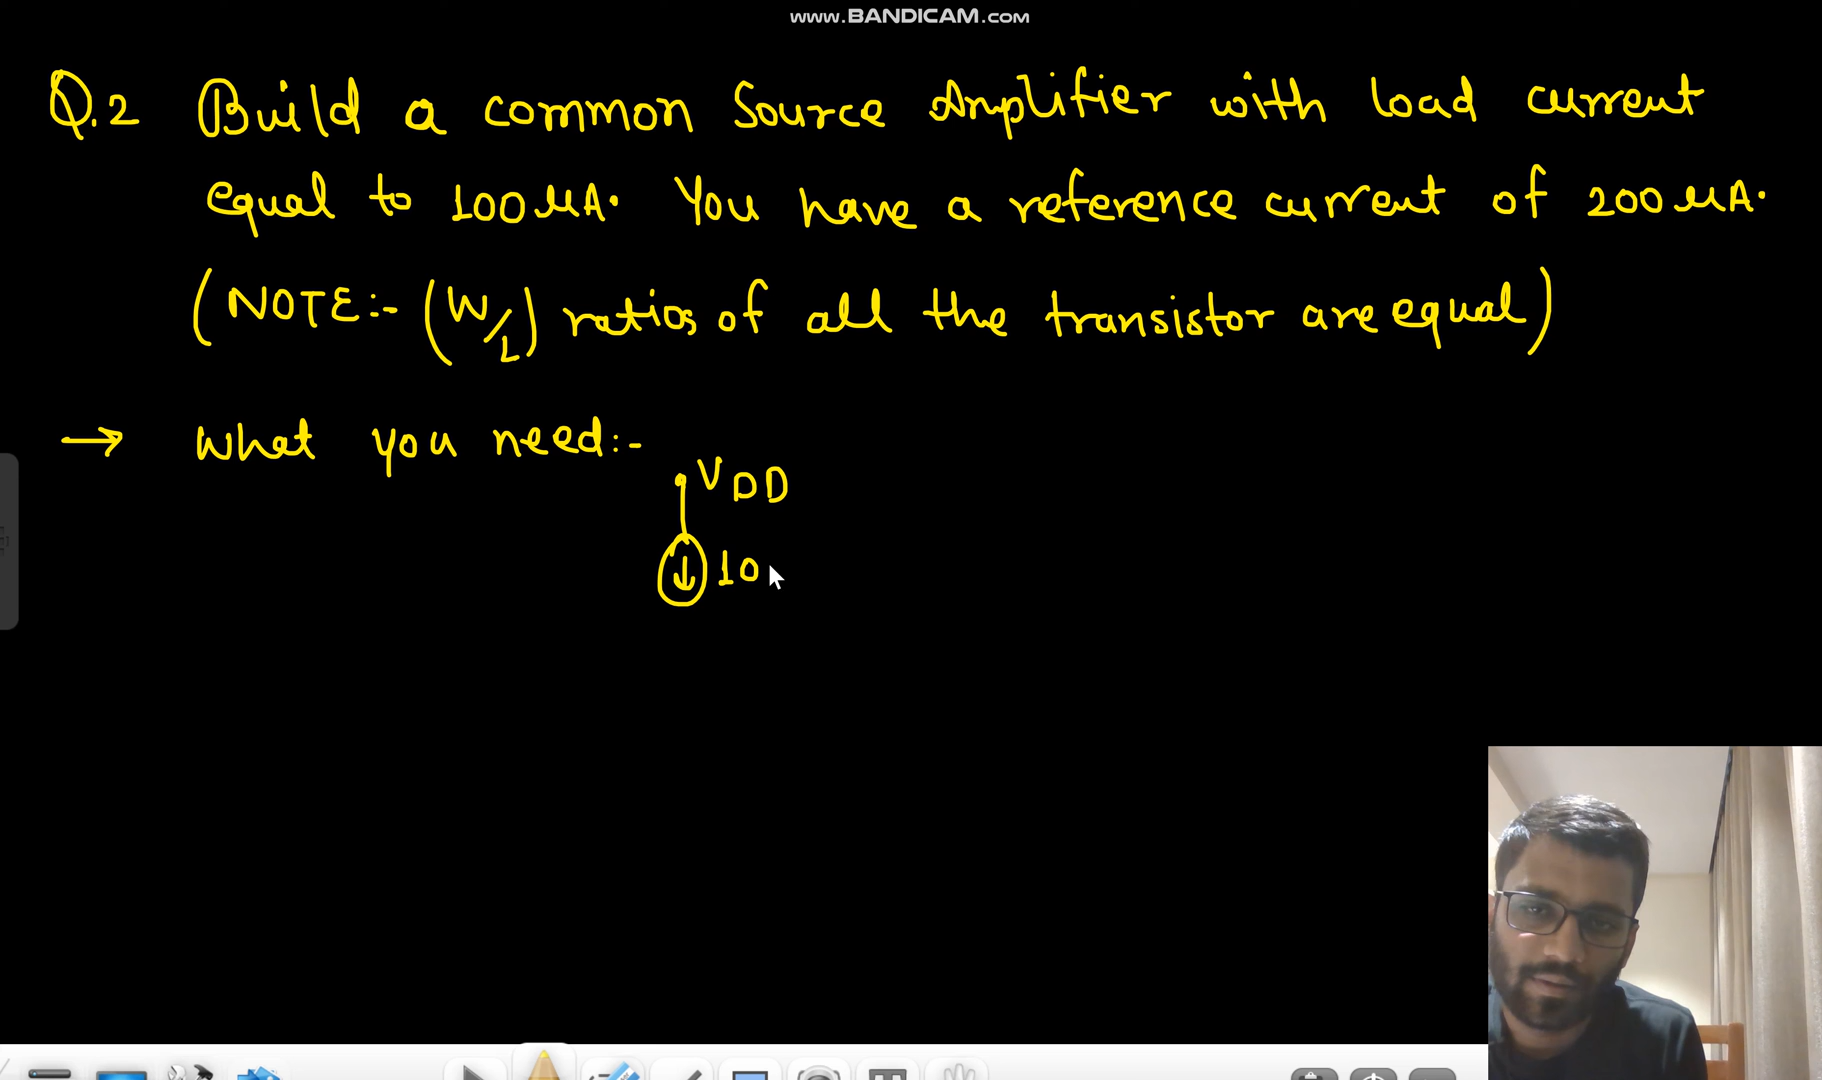 www.BANDICAM.com
Q.2 Build a common Source Amplifier with load current
equal to 100 μA. You have a reference current of 200 μA.
(NOTE:- (W/L) ratios of all the transistor are equal)
→ What you need:-
VDD
↓ 10